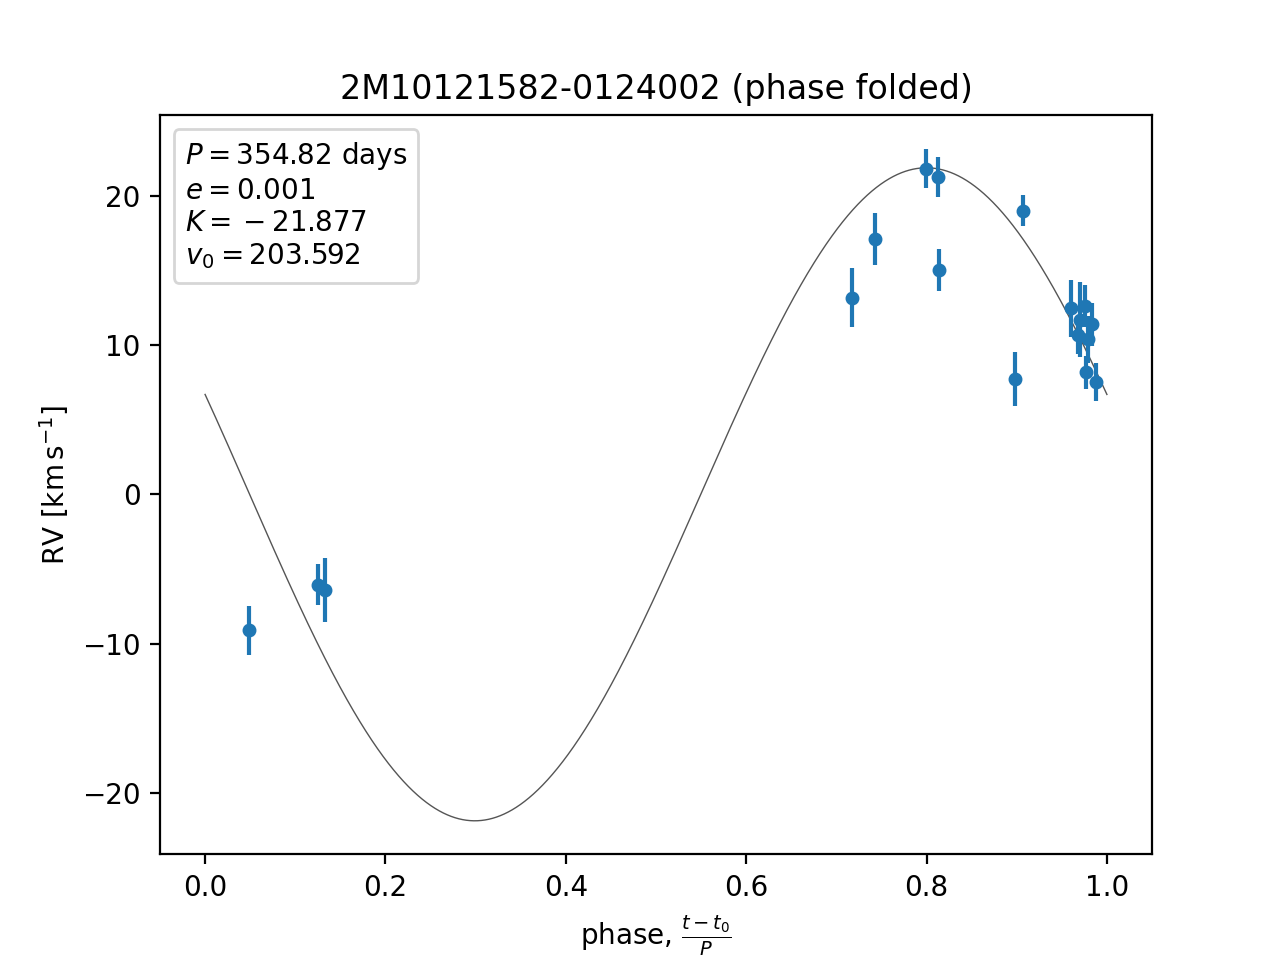 2M10121582-0124002 (phase folded)
P = 354.82 days
e = 0.001
K = −21.877
v₀ = 203.592
RV [km s⁻¹]
20
10
0
−10
−20
0.0 0.2 0.4 0.6 0.8 1.0
phase, (t − t₀)/P